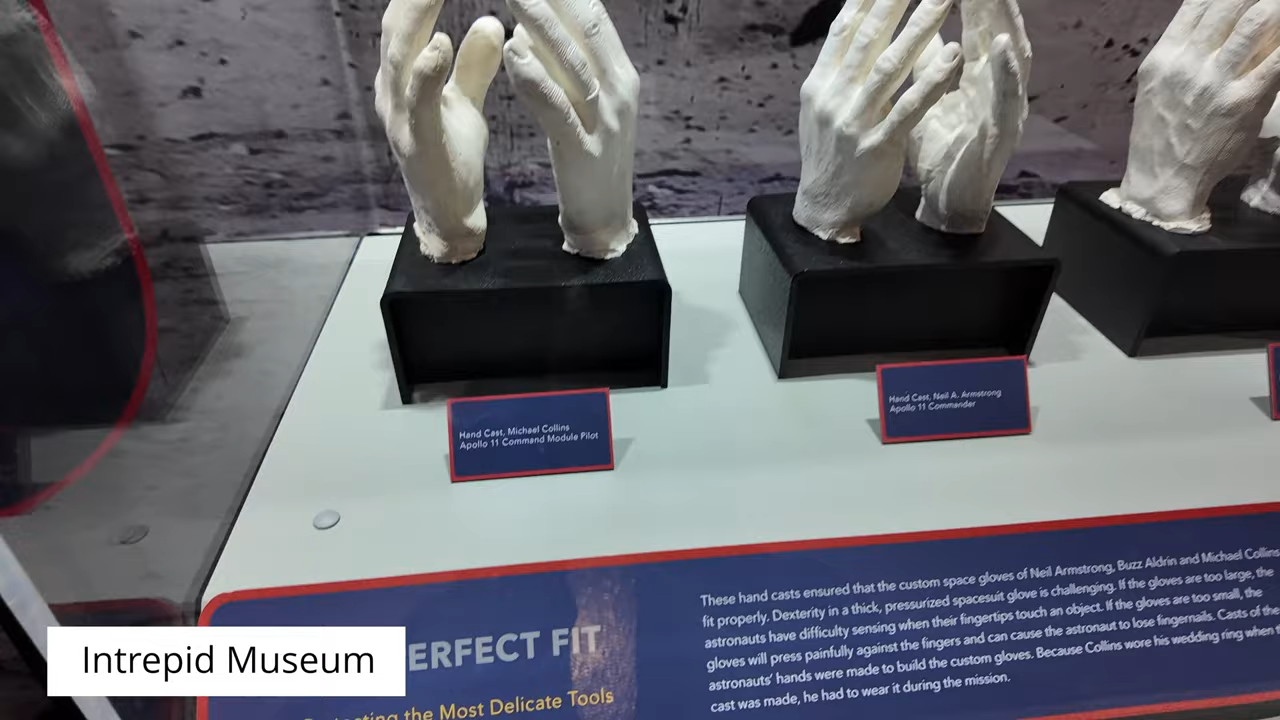 Hand Cast, Michael Collins
Apollo 11 Command Module Pilot
Hand Cast, Neil A. Armstrong
Apollo 11 Commander
ERFECT FIT
the Most Delicate Tools
These hand casts ensured that the custom space gloves of Neil Armstrong, Buzz Aldrin and Michael Collins
fit properly. Dexterity in a thick, pressurized spacesuit glove is challenging. If the gloves are too large, the
astronauts have difficulty sensing when their fingertips touch an object. If the gloves are too small, the
gloves will press painfully against the fingers and can cause the astronaut to lose fingernails. Casts of the
astronauts' hands were made to build the custom gloves. Because Collins wore his wedding ring when
cast was made, he had to wear it during the mission.
Intrepid Museum